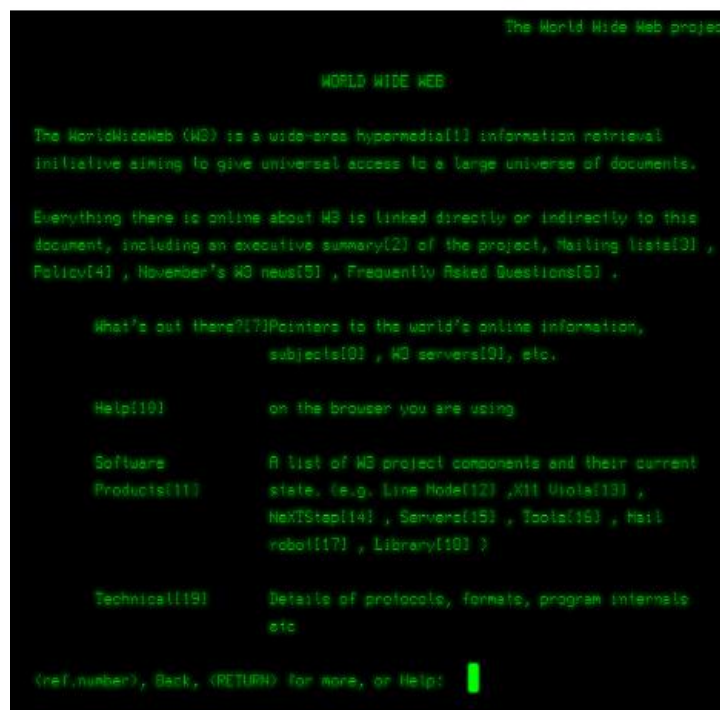 The World Wide Web projec
WORLD WIDE WEB
The WorldWideWeb (W3) is a wide-area hypermedia[1] information retrieval
initiative aiming to give universal access to a large universe of documents.
Everything there is online about W3 is linked directly or indirectly to this
document, including an executive summary[2] of the project, Mailing lists[3] ,
Policy[4] , November's W3 news[5] , Frequently Asked Questions[6] .
What's out there?[7]Pointers to the world's online information,
subjects[8] , W3 servers[9], etc.
Help[10] on the browser you are using
Software A list of W3 project components and their current
Products[11] state. (e.g. Line Mode[12] ,X11 Viola[13] ,
NeXTStep[14] , Servers[15] , Tools[16] , Mail
robot[17] , Library[18] )
Technical[19] Details of protocols, formats, program internals
etc
<ref.number>, Back, <RETURN> for more, or Help: